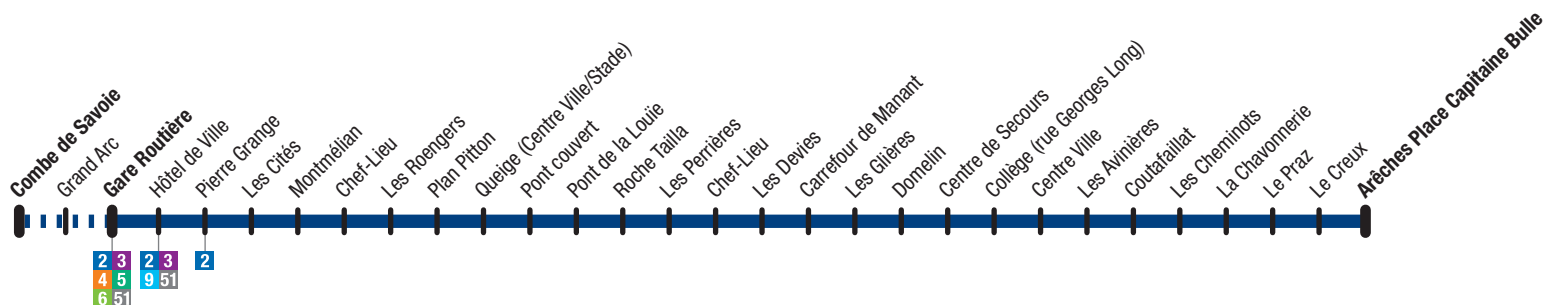 Combe de Savoie
Grand Arc
Gare Routière
Hôtel de Ville
Pierre Grange
Les Cités
Montmélian
Chef-Lieu
Les Roengers
Plan Pitton
Queige (Centre Ville/Stade)
Pont couvert
Pont de la Louïe
Roche Tailla
Les Perrières
Chef-Lieu
Les Devies
Carrefour de Manant
Les Glières
Domelin
Centre de Secours
Collège (rue Georges Long)
Centre Ville
Les Avinières
Coutafaillat
Les Cheminots
La Chavonnerie
Le Praz
Le Creux
Arêches Place Capitaine Bulle
2 3
4 5
6 51
2 3
9 51
2